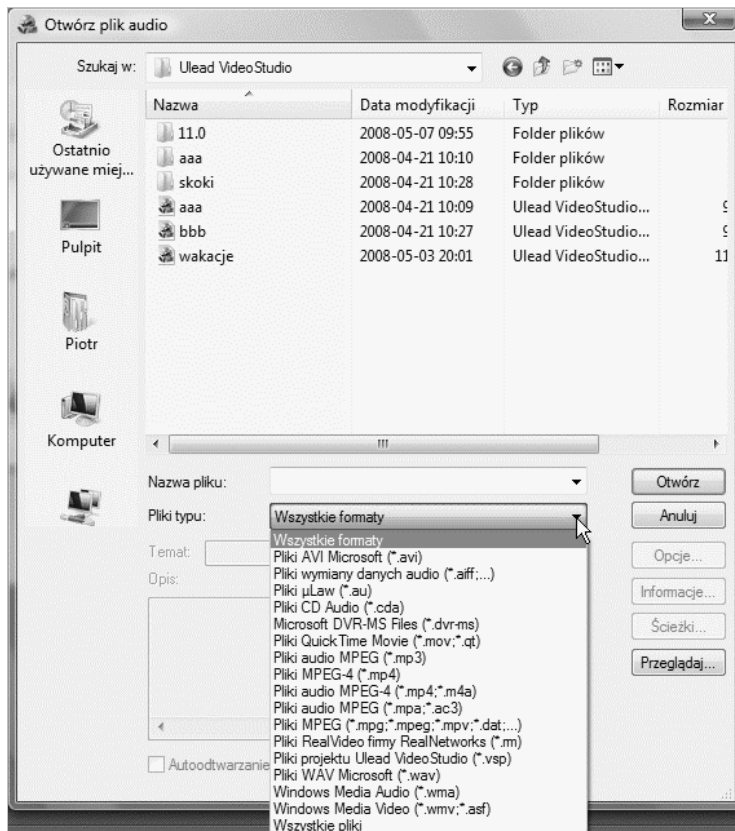 Otwórz plik audio
Szukaj w: Ulead VideoStudio
Nazwa Data modyfikacji Typ Rozmiar
11.0 2008-05-07 09:55 Folder plików
aaa 2008-04-21 10:10 Folder plików
skoki 2008-04-21 10:28 Folder plików
aaa 2008-04-21 10:09 Ulead VideoStudio... 9
bbb 2008-04-21 10:27 Ulead VideoStudio... 9
wakacje 2008-05-03 20:01 Ulead VideoStudio... 11
Ostatnio
używane miej...
Pulpit
Piotr
Komputer
Nazwa pliku: Otwórz
Pliki typu: Wszystkie formaty Anuluj
Temat:
Opis:
Opcje...
Informacje...
Ścieżki...
Przeglądaj...
Autoodtwarzanie
Wszystkie formaty
Pliki AVI Microsoft (*.avi)
Pliki wymiany danych audio (*.aiff;...)
Pliki µLaw (*.au)
Pliki CD Audio (*.cda)
Microsoft DVR-MS Files (*.dvr-ms)
Pliki QuickTime Movie (*.mov;*.qt)
Pliki audio MPEG (*.mp3)
Pliki MPEG-4 (*.mp4)
Pliki audio MPEG-4 (*.mp4;*.m4a)
Pliki audio MPEG (*.mpa;*.ac3)
Pliki MPEG (*.mpg;*.mpeg;*.mpv;*.dat;...)
Pliki RealVideo firmy RealNetworks (*.rm)
Pliki projektu Ulead VideoStudio (*.vsp)
Pliki WAV Microsoft (*.wav)
Windows Media Audio (*.wma)
Windows Media Video (*.wmv;*.asf)
Wszystkie pliki